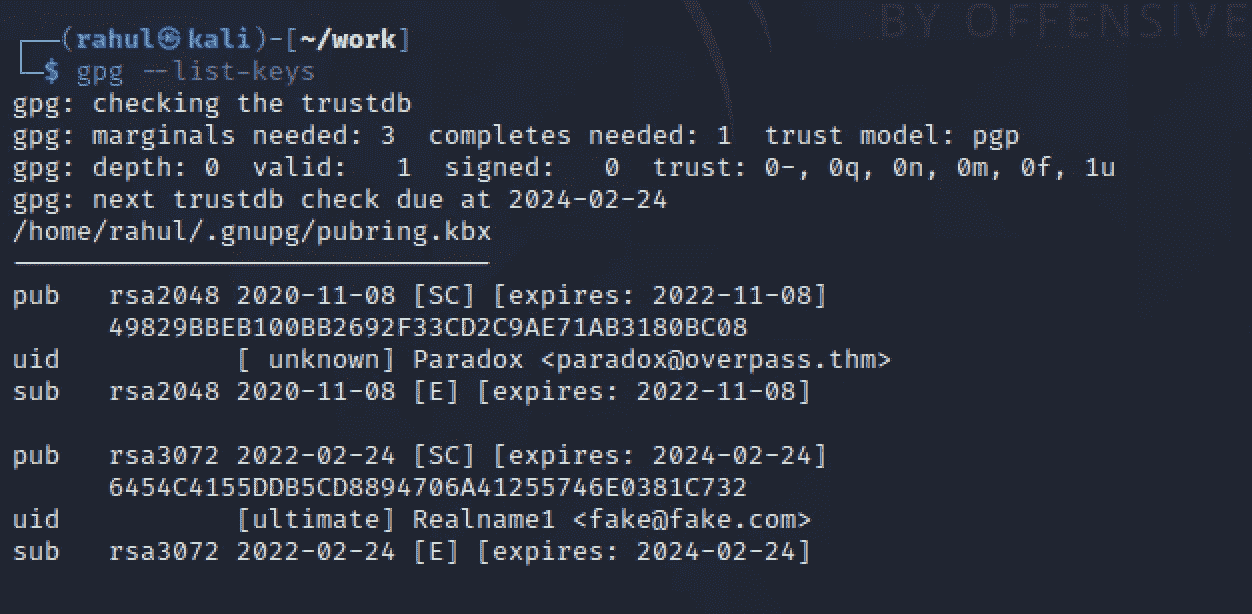 BY OFFENSIVE
┌──(rahul㉿kali)-[~/work]
└─$ gpg --list-keys
gpg: checking the trustdb
gpg: marginals needed: 3  completes needed: 1  trust model: pgp
gpg: depth: 0  valid:   1  signed:   0  trust: 0-, 0q, 0n, 0m, 0f, 1u
gpg: next trustdb check due at 2024-02-24
/home/rahul/.gnupg/pubring.kbx
------------------------------
pub   rsa2048 2020-11-08 [SC] [expires: 2022-11-08]
      49829BBEB100BB2692F33CD2C9AE71AB3180BC08
uid           [ unknown] Paradox <paradox@overpass.thm>
sub   rsa2048 2020-11-08 [E] [expires: 2022-11-08]

pub   rsa3072 2022-02-24 [SC] [expires: 2024-02-24]
      6454C4155DDB5CD8894706A41255746E0381C732
uid           [ultimate] Realname1 <fake@fake.com>
sub   rsa3072 2022-02-24 [E] [expires: 2024-02-24]